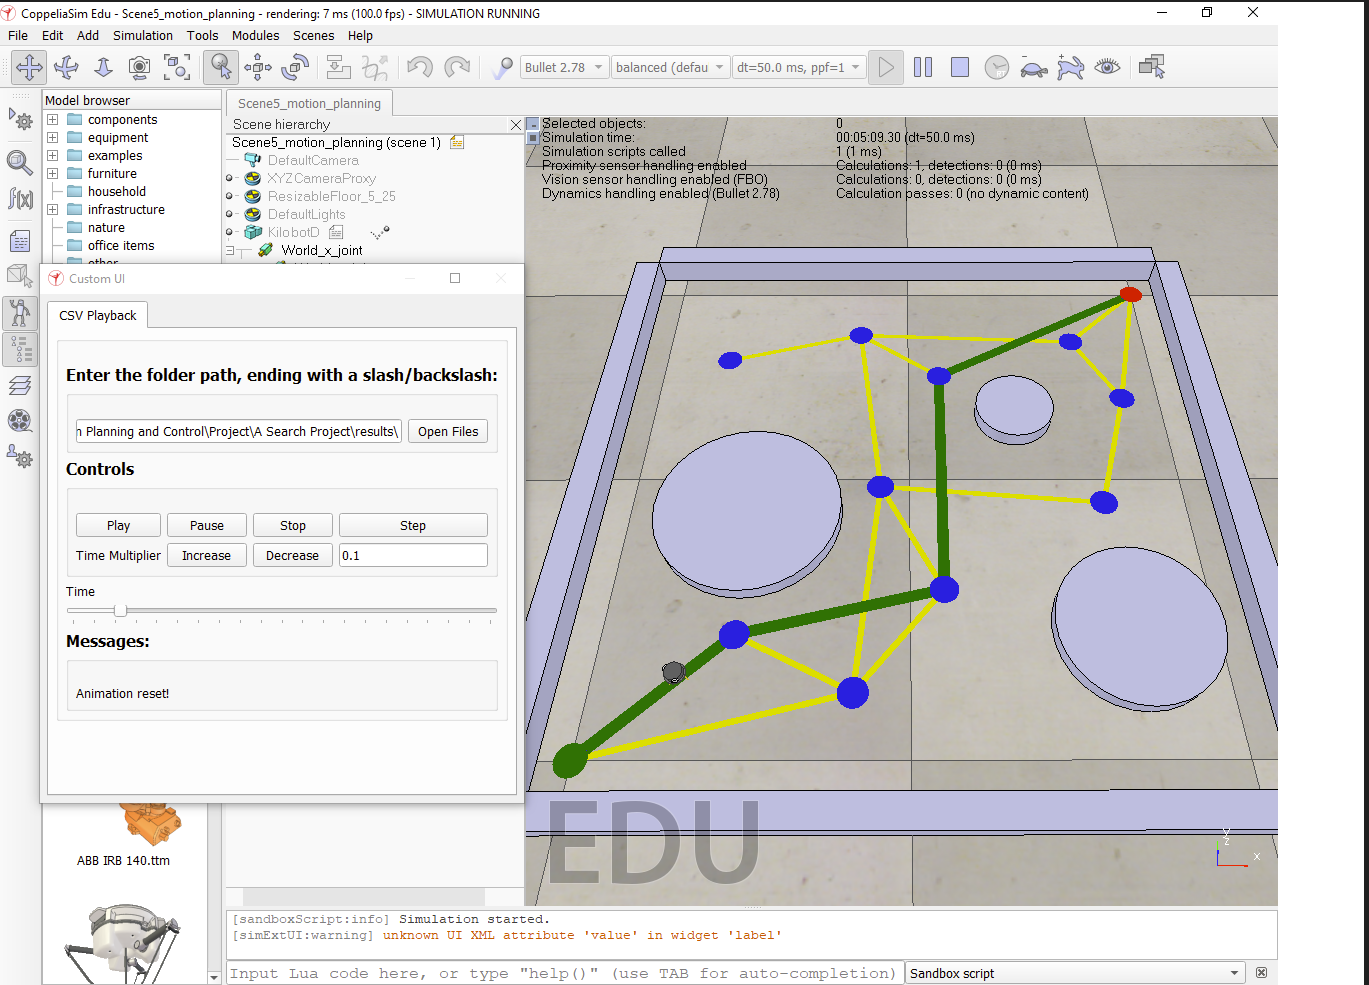 CoppeliaSim Edu - Scene5_motion_planning - rendering: 7 ms (100.0 fps) - SIMULATION RUNNING
File Edit Add Simulation Tools Modules Scenes Help
Bullet 2.78 balanced (defau dt=50.0 ms, ppf=1
Model browser
components
equipment
examples
furniture
household
infrastructure
nature
office items
Scene5_motion_planning
Scene hierarchy
Scene5_motion_planning (scene 1)
DefaultCamera
XYZCameraProxy
ResizableFloor_5_25
DefaultLights
KilobotD
World_x_joint
Selected objects: 0
Simulation time: 00:05:09.30 (dt=50.0 ms)
Simulation scripts called 1 (1 ms)
Proximity sensor handling enabled Calculations: 1, detections: 0 (0 ms)
Vision sensor handling enabled (FBO) Calculations: 0, detections: 0 (0 ms)
Dynamics handling enabled (Bullet 2.78) Calculation passes: 0 (no dynamic content)
Custom UI
CSV Playback
Enter the folder path, ending with a slash/backslash:
Planning and Control\Project\A Search Project\results\ Open Files
Controls
Play Pause Stop Step
Time Multiplier Increase Decrease 0.1
Time
Messages:
Animation reset!
ABB IRB 140.ttm
EDU
Y
Z
X
[sandboxScript:info] Simulation started.
[simExtUI:warning] unknown UI XML attribute 'value' in widget 'label'
Input Lua code here, or type "help()" (use TAB for auto-completion) Sandbox script